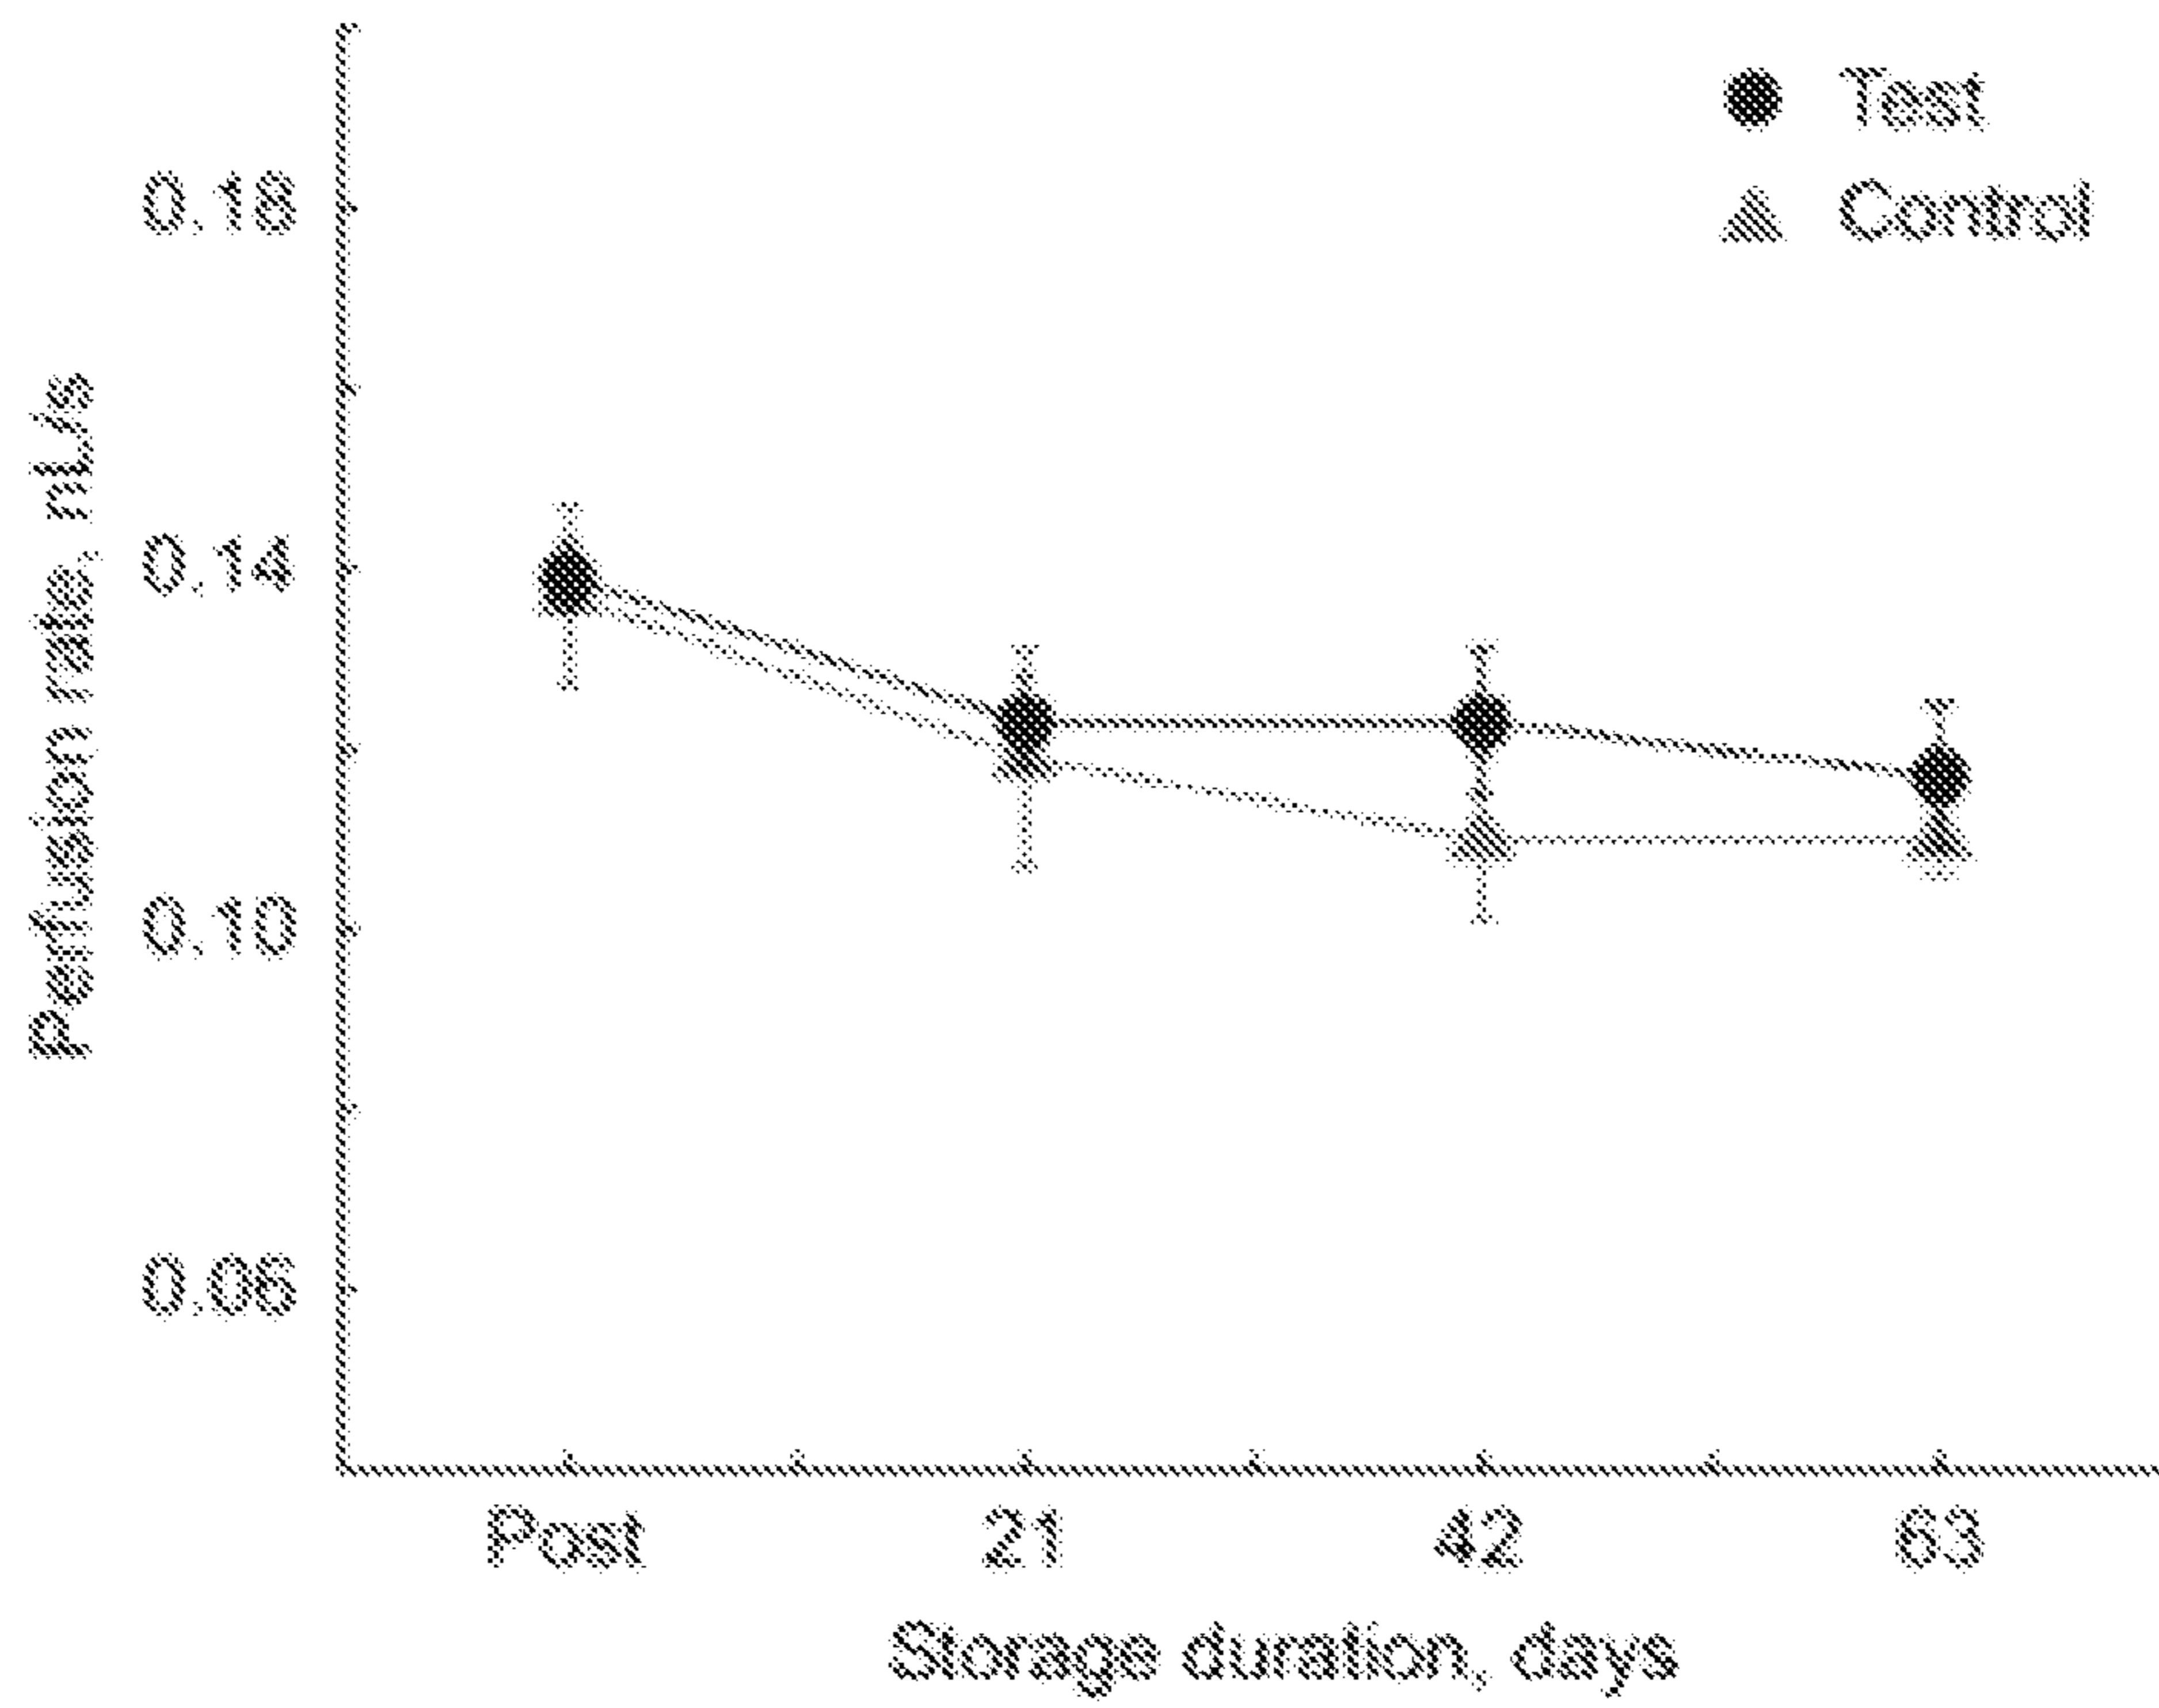 Test
Control
Perfusion rate, nL/s
0.18
0.14
0.10
0.06
Post 21 42 63
Storage duration, days